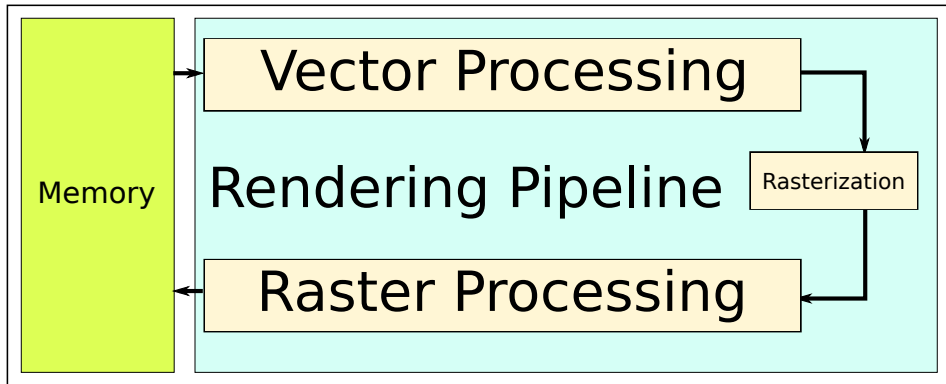 Vector Processing
Memory
Rendering Pipeline
Rasterization
Raster Processing